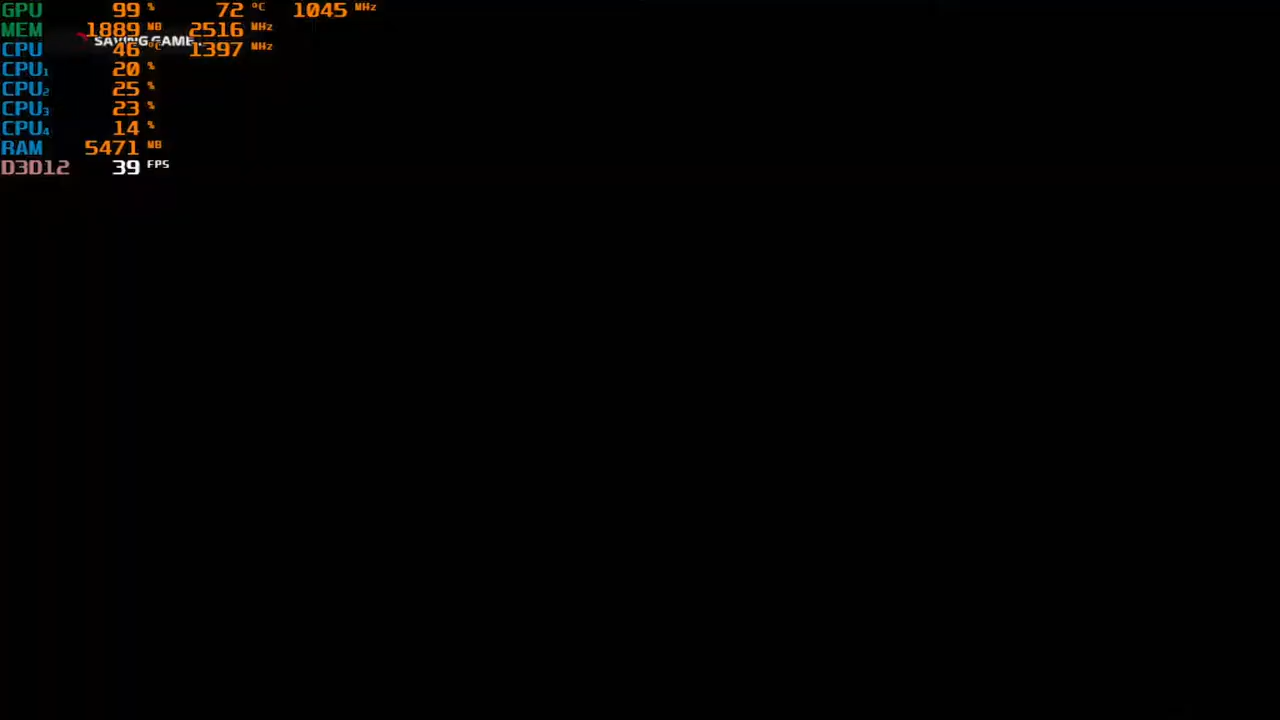 GPU 99 % 72 °C 1045 MHz
MEM 1889 MB 2516 MHz
SAVING GAME
CPU 46 °C 1397 MHz
CPU₁ 20 %
CPU₂ 25 %
CPU₃ 23 %
CPU₄ 14 %
RAM 5471 MB
D3D12 39 FPS